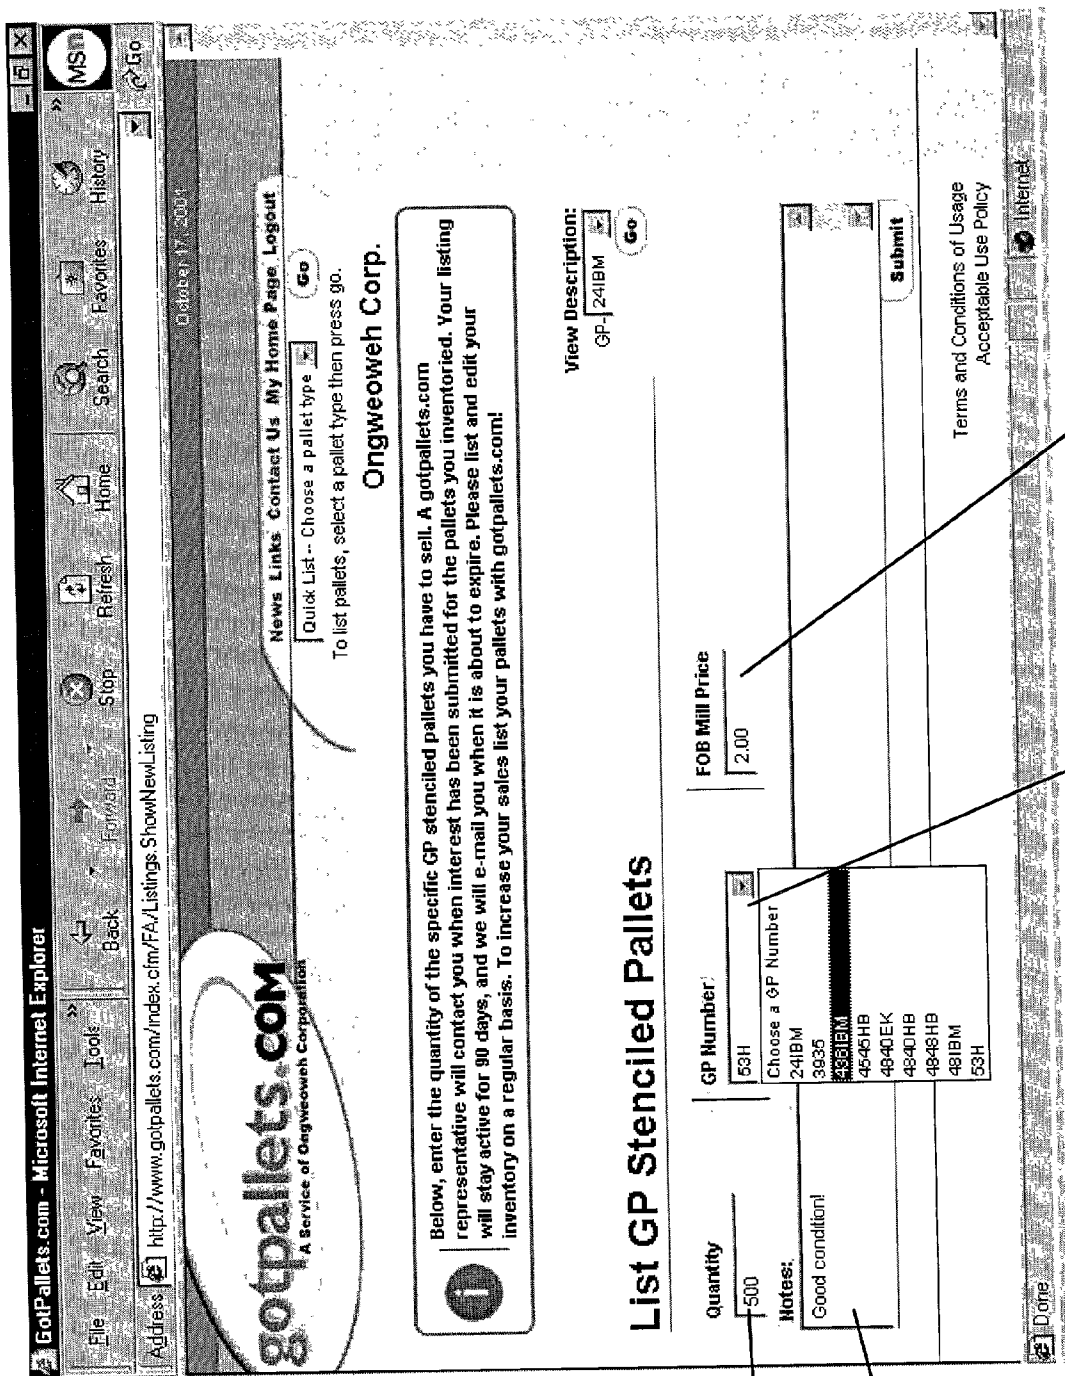 GotPallets.com - Microsoft Internet Explorer
File Edit View Favorites Tools »
Back Forward Stop Refresh Home Search Favorites History »
MSN
Address http://www.gotpallets.com/index.cfm/FA/Listings.ShowNewListing Go
October 17, 2001
gotpallets.COM
A Service of Ongweoweh Corporation
News Links Contact Us My Home Page Logout
Quick List -- Choose a pallet type Go
To list pallets, select a pallet type then press go.
Ongweoweh Corp.
Below, enter the quantity of the specific GP stenciled pallets you have to sell. A gotpallets.com
representative will contact you when interest has been submitted for the pallets you inventoried. Your listing
will stay active for 90 days, and we will e-mail you when it is about to expire. Please list and edit your
inventory on a regular basis. To increase your sales list your pallets with gotpallets.com!
View Description:
GP- 24IBM
Go
List GP Stenciled Pallets
Quantity GP Number: FOB Mill Price
500 53H 2.00
Choose a GP Number
24IBM
3935
436IBM
4545HB
4840EK
4840HB
4848HB
48IBM
53H
Notes:
Good condition!
Submit
Terms and Conditions of Usage
Acceptable Use Policy
Done Internet